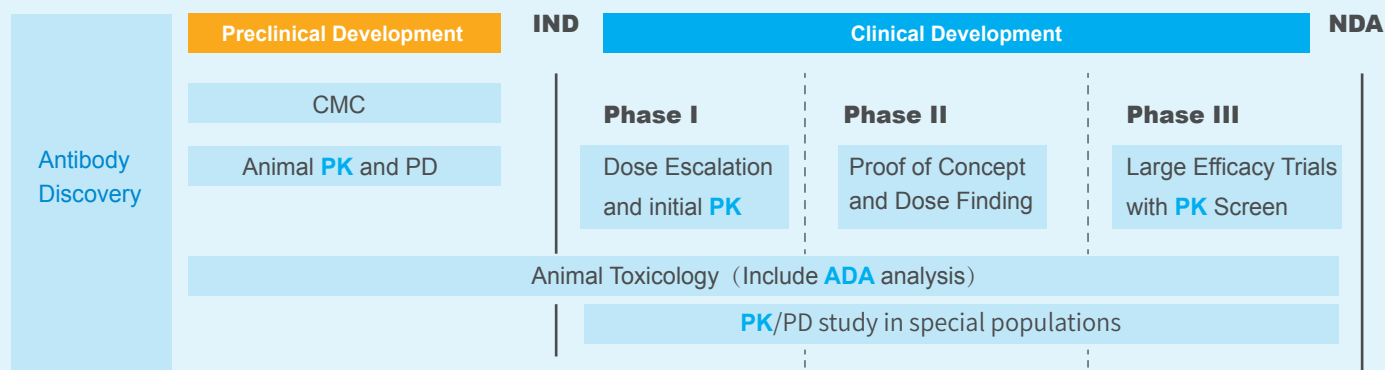 Preclinical Development
IND
Clinical Development
NDA
Antibody
Discovery
CMC
Animal PK and PD
Phase I
Dose Escalation
and initial PK
Phase II
Proof of Concept
and Dose Finding
Phase III
Large Efficacy Trials
with PK Screen
Animal Toxicology（Include ADA analysis）
PK/PD study in special populations